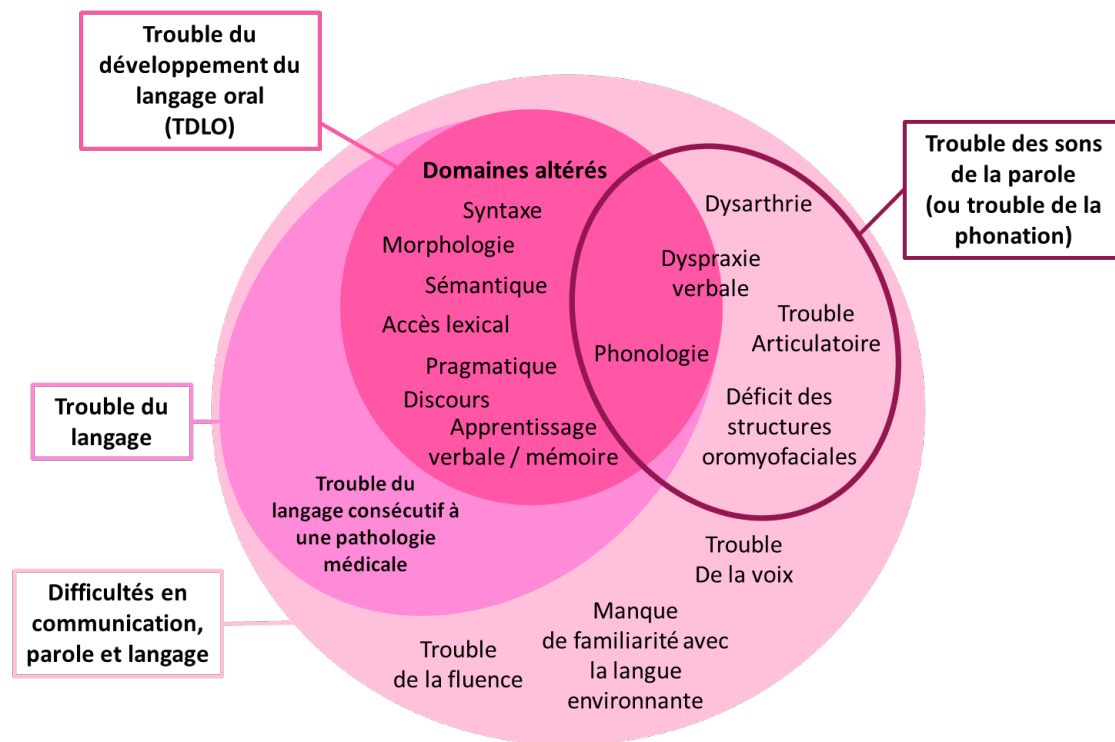 Trouble du
développement du
langage oral
(TDLO)
Trouble des sons
de la parole
(ou trouble de la
phonation)
Domaines altérés
Syntaxe
Morphologie
Sémantique
Accès lexical
Pragmatique
Discours
Apprentissage
verbale / mémoire
Phonologie
Dysarthrie
Dyspraxie
verbale
Trouble
Articulatoire
Déficit des
structures
oromyofaciales
Trouble du
langage
Trouble du
langage consécutif à
une pathologie
médicale
Difficultés en
communication,
parole et langage
Trouble
De la voix
Manque
de familiarité avec
la langue
environnante
Trouble
de la fluence